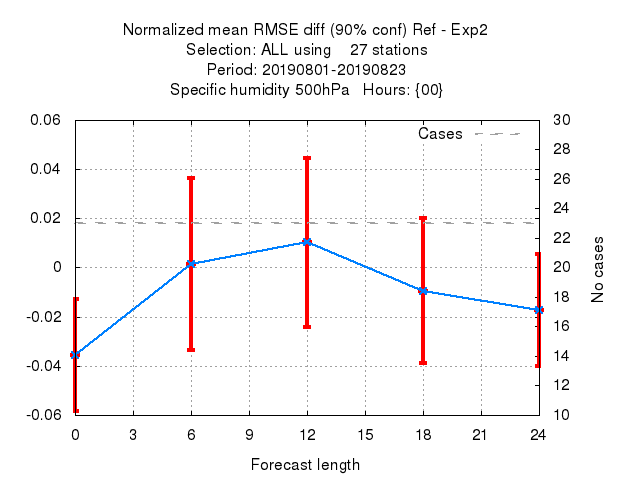 Normalized mean RMSE diff (90% conf) Ref - Exp2
Selection: ALL using 27 stations
Period: 20190801-20190823
Specific humidity 500hPa Hours: {00}
Cases
0.06
0.04
0.02
0
-0.02
-0.04
-0.06
30
28
26
24
22
20
18
16
14
12
10
No cases
0 3 6 9 12 15 18 21 24
Forecast length